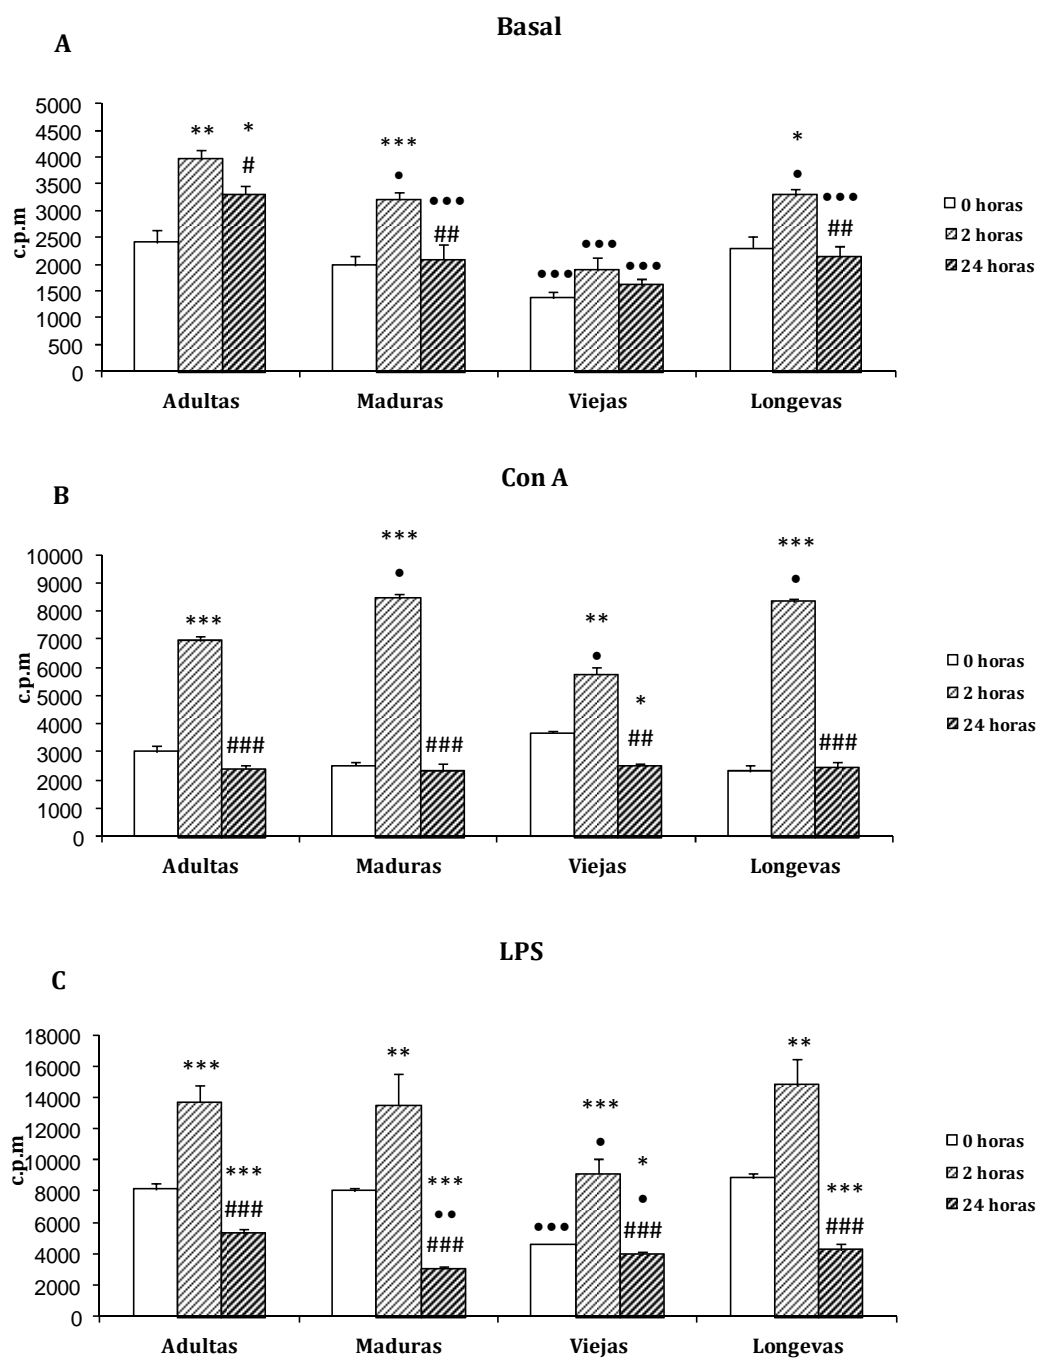 Basal
A
5000
4500
4000
3500
3000
2500
2000
1500
1000
500
0
c.p.m
** * #
*** • ••• ##
••• ••• •••
* • ••• ##
Adultas Maduras Viejas Longevas
0 horas
2 horas
24 horas
Con A
B
10000
9000
8000
7000
6000
5000
4000
3000
2000
1000
0
c.p.m
*** ###
*** • ###
** • * ##
*** • ###
Adultas Maduras Viejas Longevas
0 horas
2 horas
24 horas
LPS
C
18000
16000
14000
12000
10000
8000
6000
4000
2000
0
c.p.m
*** *** ###
** *** •• ###
••• *** • * • ###
** *** ###
Adultas Maduras Viejas Longevas
0 horas
2 horas
24 horas